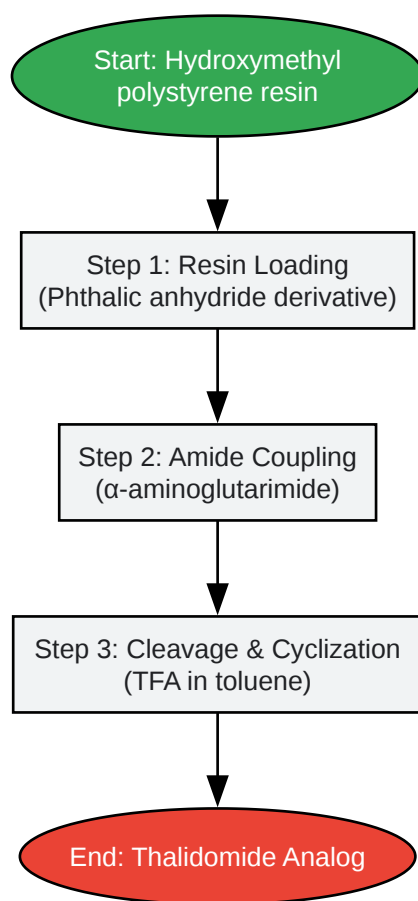 Start: Hydroxymethyl
polystyrene resin
Step 1: Resin Loading
(Phthalic anhydride derivative)
Step 2: Amide Coupling
(α-aminoglutarimide)
Step 3: Cleavage & Cyclization
(TFA in toluene)
End: Thalidomide Analog